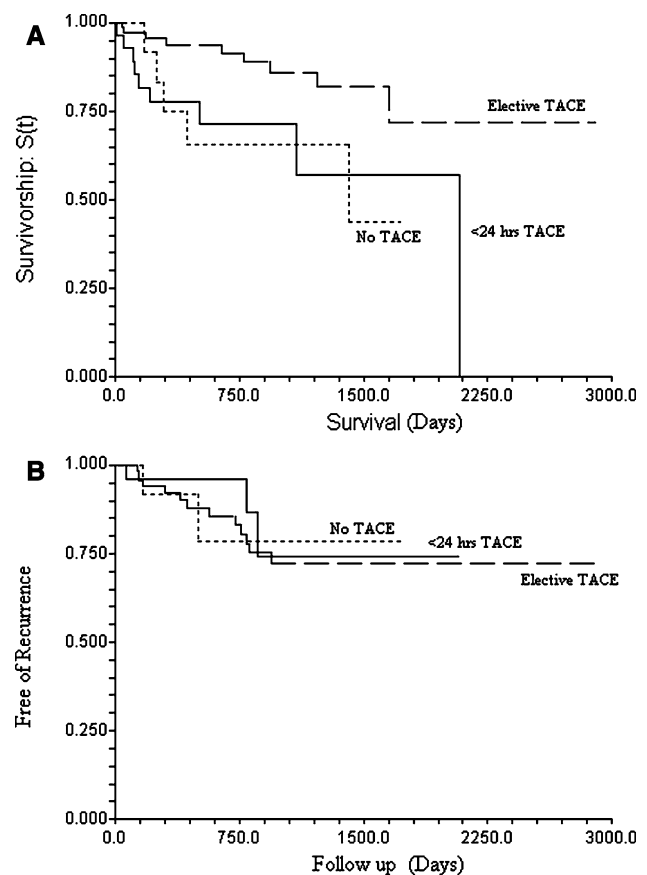 A
1.000
0.750
0.500
0.250
0.000
Survivorship: S(t)
Elective TACE
<24 hrs TACE
No TACE
0.0 750.0 1500.0 2250.0 3000.0
Survival (Days)
B
1.000
0.750
0.500
0.250
0.000
Free of Recurrence
No TACE
<24 hrs TACE
Elective TACE
0.0 750.0 1500.0 2250.0 3000.0
Follow up (Days)